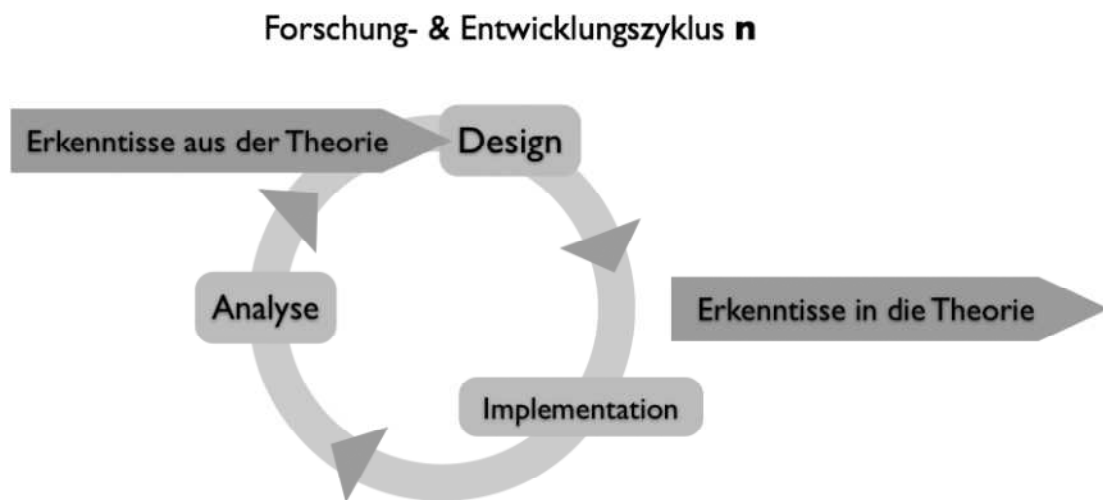 Forschung- & Entwicklungszyklus n
Erkenntisse aus der Theorie
Design
Analyse
Erkenntisse in die Theorie
Implementation